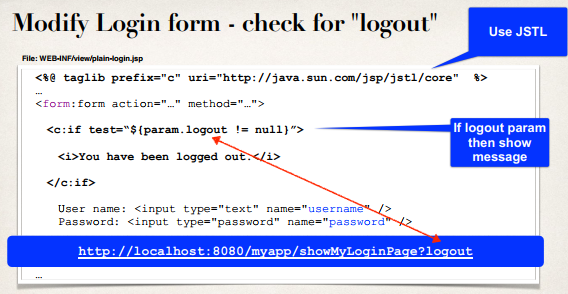 Modify Login form - check for "logout"
Use JSTL
File: WEB-INF/view/plain-login.jsp
<%@ taglib prefix="c" uri="http://java.sun.com/jsp/jstl/core" %>
…
<form:form action="…" method="…">
<c:if test=“${param.logout != null}”>
If logout param
then show
message
<i>You have been logged out.</i>
</c:if>
User name: <input type="text" name="username" />
Password: <input type="password" name="password" />
http://localhost:8080/myapp/showMyLoginPage?logout
…